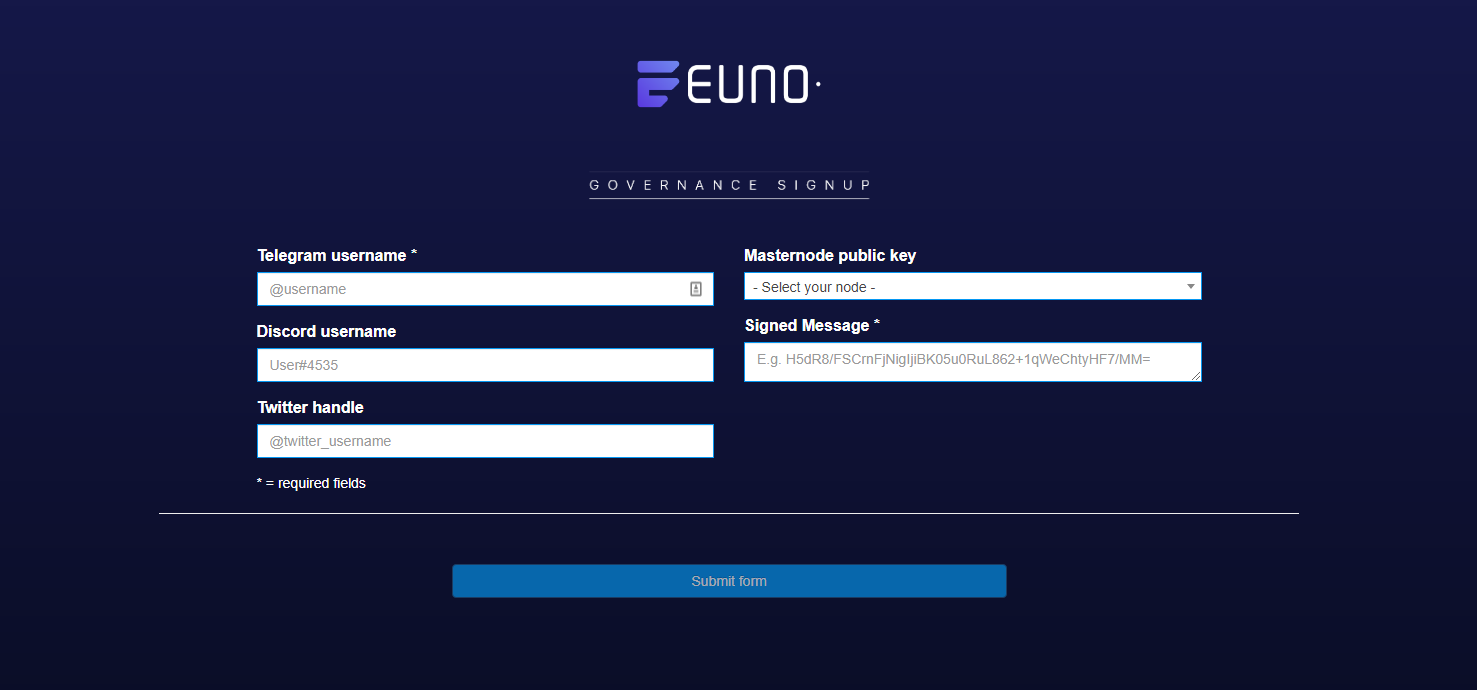 EUNO.
GOVERNANCE SIGNUP
Telegram username *
@username
Discord username
User#4535
Twitter handle
@twitter_username
* = required fields
Masternode public key
- Select your node -
Signed Message *
E.g. H5dR8/FSCrnFjNigIjiBK05u0RuL862+1qWeChtyHF7/MM=
Submit form